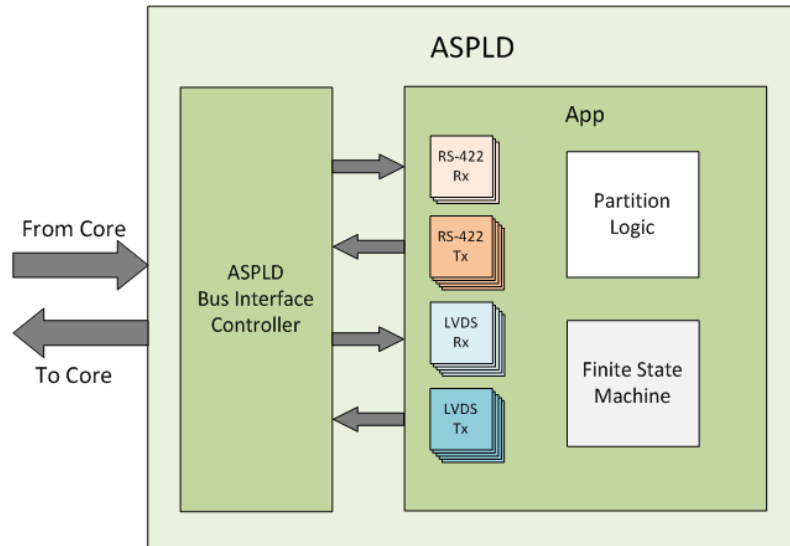 ASPLD
App
RS-422
Rx
Partition
Logic
From Core
RS-422
Tx
ASPLD
Bus Interface
Controller
LVDS
Rx
To Core
Finite State
Machine
LVDS
Tx